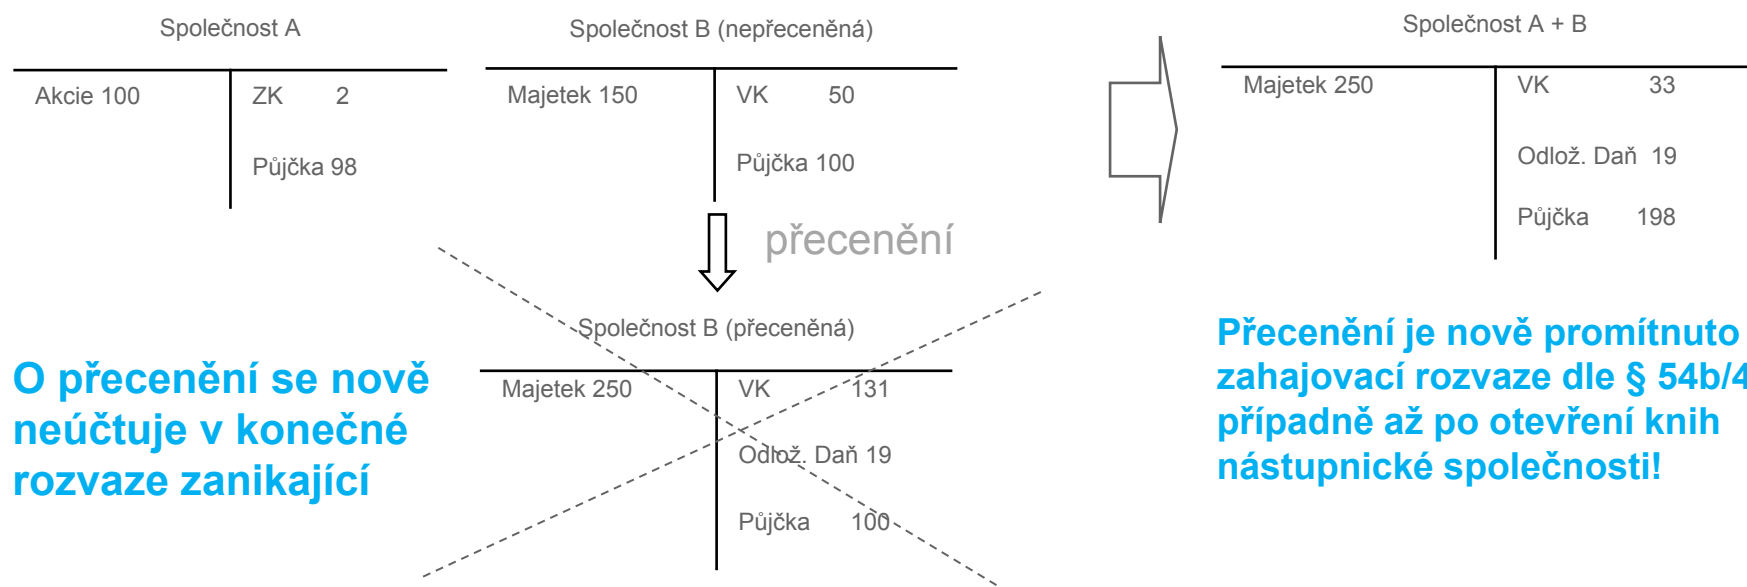 Společnost A
Akcie 100
ZK 2
Půjčka 98
Společnost B (nepřeceněná)
Majetek 150
VK 50
Půjčka 100
přecenění
Společnost B (přeceněná)
Majetek 250
VK 131
Odlož. Daň 19
Půjčka 100
O přecenění se nově
neúčtuje v konečné
rozvaze zanikající
Společnost A + B
Majetek 250
VK 33
Odlož. Daň 19
Půjčka 198
Přecenění je nově promítnuto
zahajovací rozvaze dle § 54b/4
případně až po otevření knih
nástupnické společnosti!